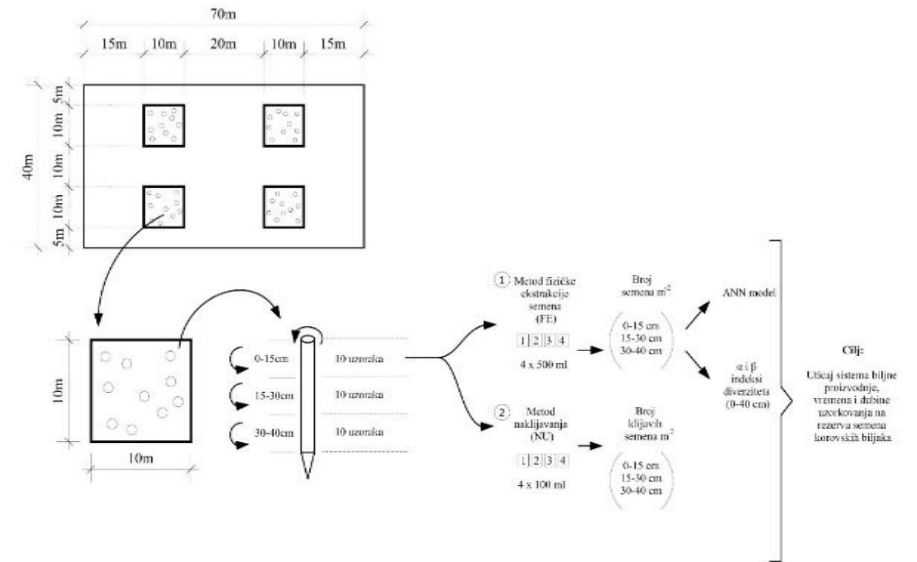 70m
15m
10m
20m
10m
15m
40m
5m
10m
10m
10m
5m
10m
10m
0-15cm
10 uzoraka
15-30cm
10 uzoraka
30-40cm
10 uzoraka
1
Metod fizičke
ekstrakcije
semena
(FE)
1 2 3 4
4 x 500 ml
Broj
semena m⁻²
0-15 cm
15-30 cm
30-40 cm
ANN model
α i β
indeksi
diverziteta
(0-40 cm)
2
Metod
naklijavanja
(NU)
1 2 3 4
4 x 100 ml
Broj
klijavih
semena m⁻²
0-15 cm
15-30 cm
30-40 cm
Cilj:
Uticaj sistema biljne
proizvodnje,
vremena i dubine
uzorkovanja na
rezerva semena
korovskih biljaka